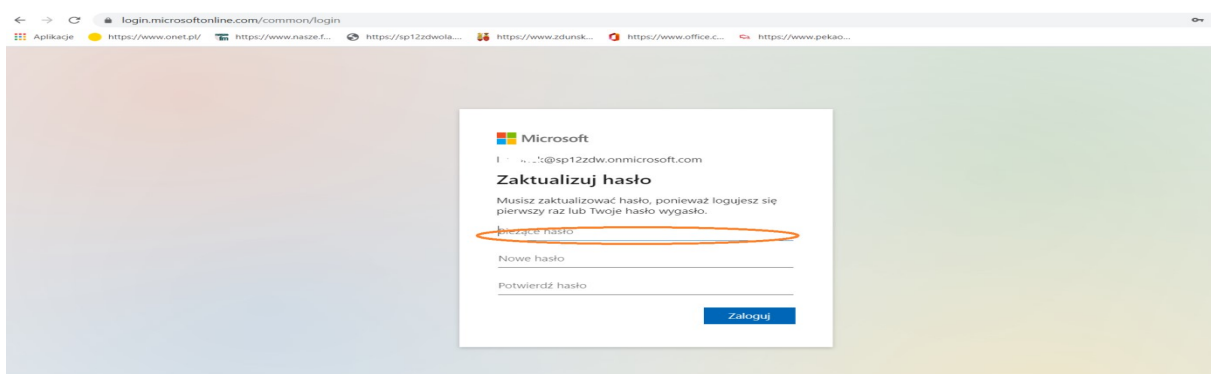 login.microsoftonline.com/common/login
Aplikacje https://www.onet.pl/ https://www.nasze.f... https://sp12zdwola.... https://www.zdunsk... https://www.office.c... https://www.pekao...
Microsoft
@sp12zdw.onmicrosoft.com
Zaktualizuj hasło
Musisz zaktualizować hasło, ponieważ logujesz się
pierwszy raz lub Twoje hasło wygasło.
Bieżące hasło
Nowe hasło
Potwierdź hasło
Zaloguj